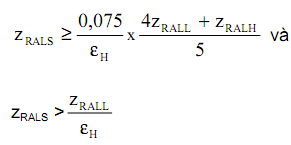 z_RALS ≥ 0,075 / ε_H x (4z_RALL + z_RALH) / 5 và
z_RALS > z_RALL / ε_H